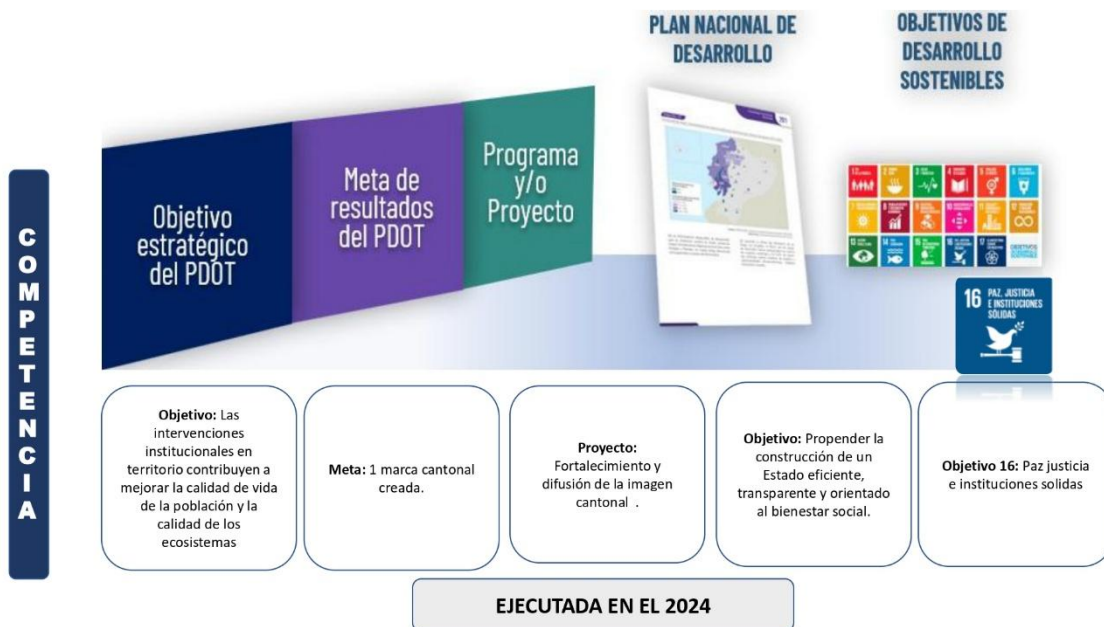 PLAN NACIONAL DE
DESARROLLO
OBJETIVOS DE
DESARROLLO
SOSTENIBLES
COMPETENCIA
Objetivo
estratégico
del PDOT
Meta de
resultados
del PDOT
Programa
y/o
Proyecto
16 PAZ, JUSTICIA
E INSTITUCIONES
SÓLIDAS
Objetivo: Las
intervenciones
institucionales en
territorio contribuyen a
mejorar la calidad de vida
de la población y la
calidad de los
ecosistemas
Meta: 1 marca cantonal
creada.
Proyecto:
Fortalecimiento y
difusión de la imagen
cantonal .
Objetivo: Propender la
construcción de un
Estado eficiente,
transparente y orientado
al bienestar social.
Objetivo 16: Paz justicia
e instituciones solidas
EJECUTADA EN EL 2024